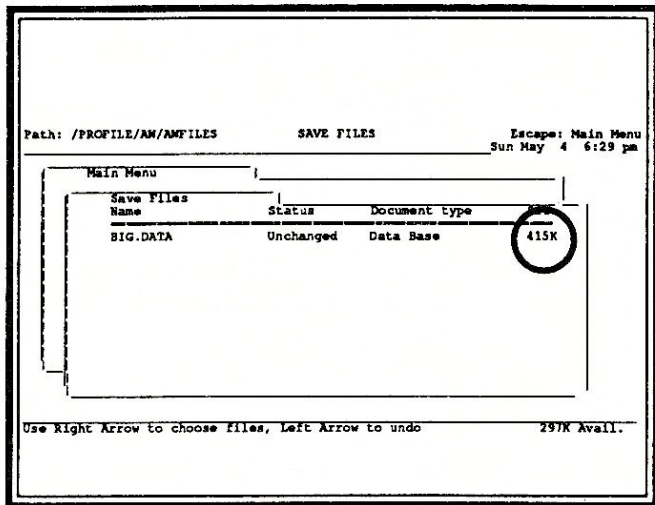 Path: /PROFILE/AW/AWFILES SAVE FILES Escape: Main Menu
Sun May 4 6:29 pm
Main Menu
Save Files
Name Status Document type
BIG.DATA Unchanged Data Base 415K
Use Right Arrow to choose files, Left Arrow to undo 297K Avail.